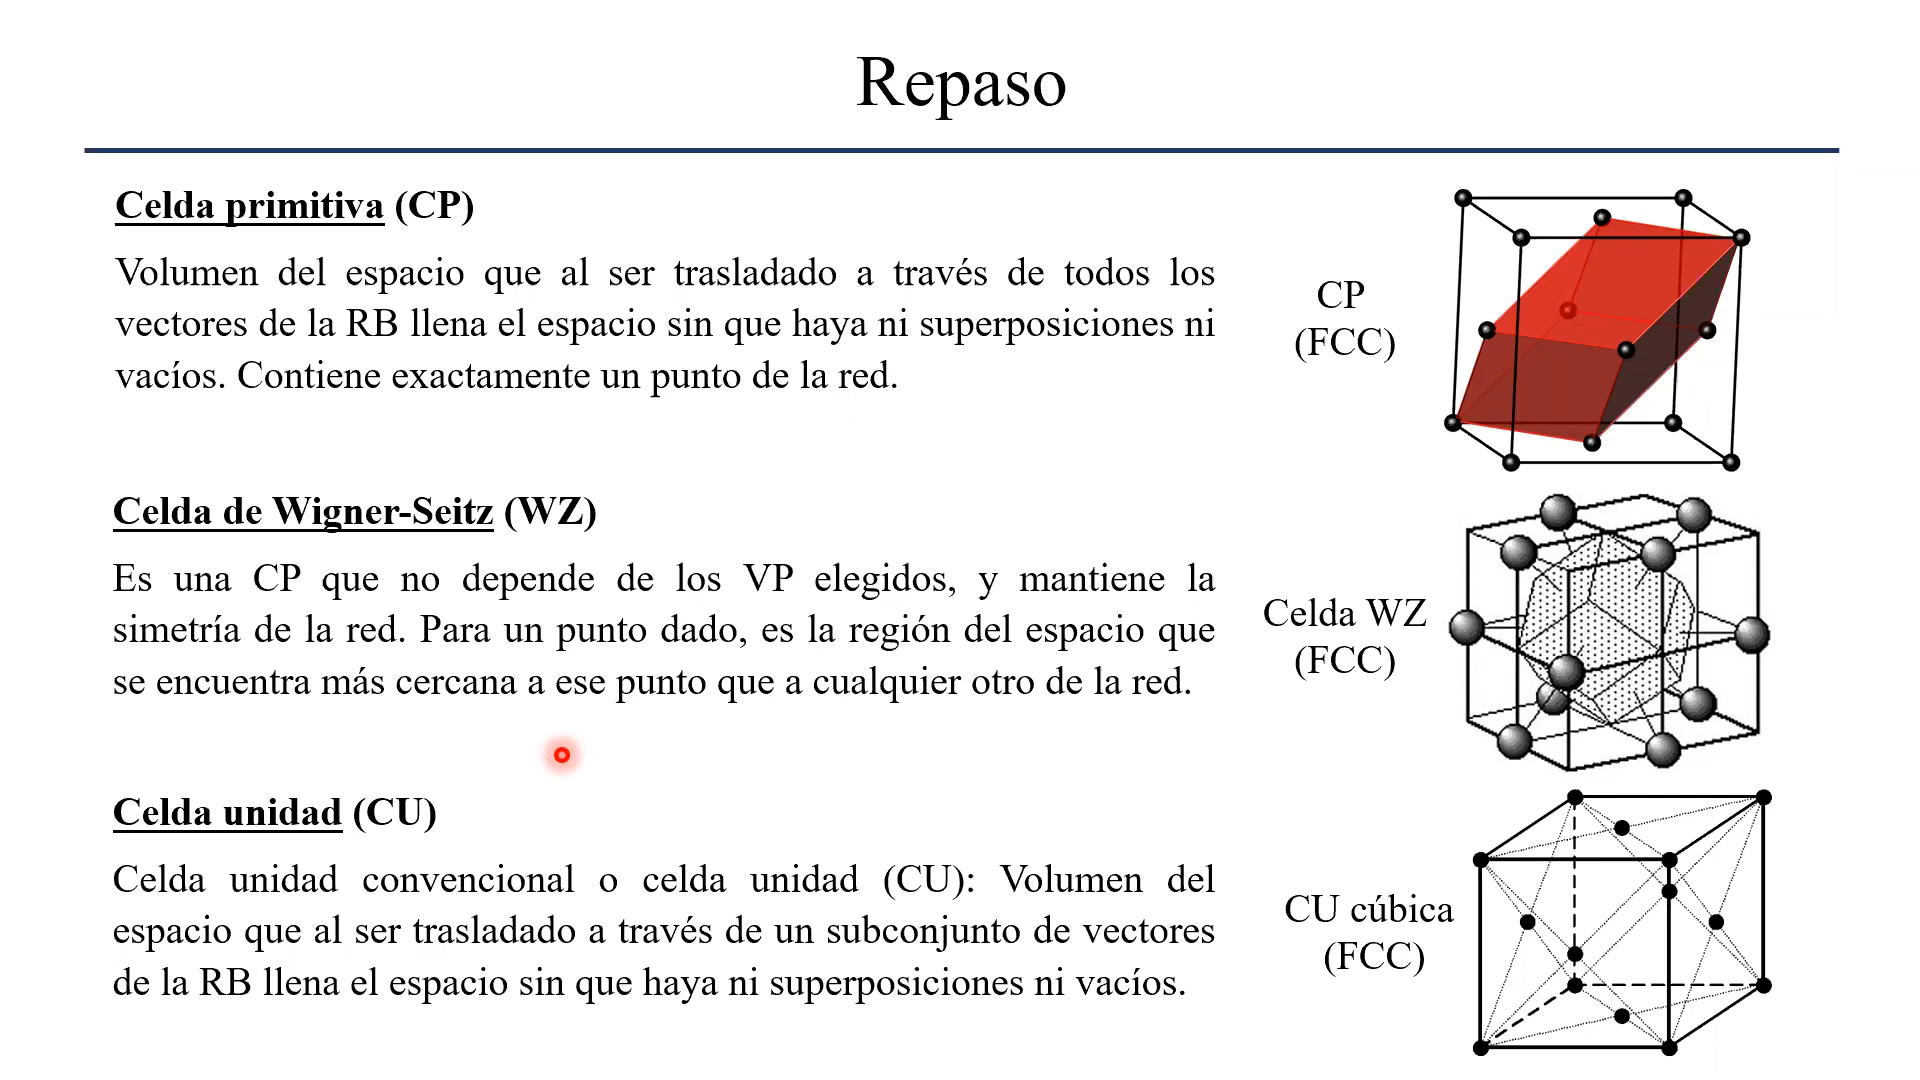 Repaso
Celda primitiva (CP)
Volumen del espacio que al ser trasladado a través de todos los
vectores de la RB llena el espacio sin que haya ni superposiciones ni
vacíos. Contiene exactamente un punto de la red.
CP
(FCC)
Celda de Wigner-Seitz (WZ)
Es una CP que no depende de los VP elegidos, y mantiene la
simetría de la red. Para un punto dado, es la región del espacio que
se encuentra más cercana a ese punto que a cualquier otro de la red.
Celda WZ
(FCC)
Celda unidad (CU)
Celda unidad convencional o celda unidad (CU): Volumen del
espacio que al ser trasladado a través de un subconjunto de vectores
de la RB llena el espacio sin que haya ni superposiciones ni vacíos.
CU cúbica
(FCC)